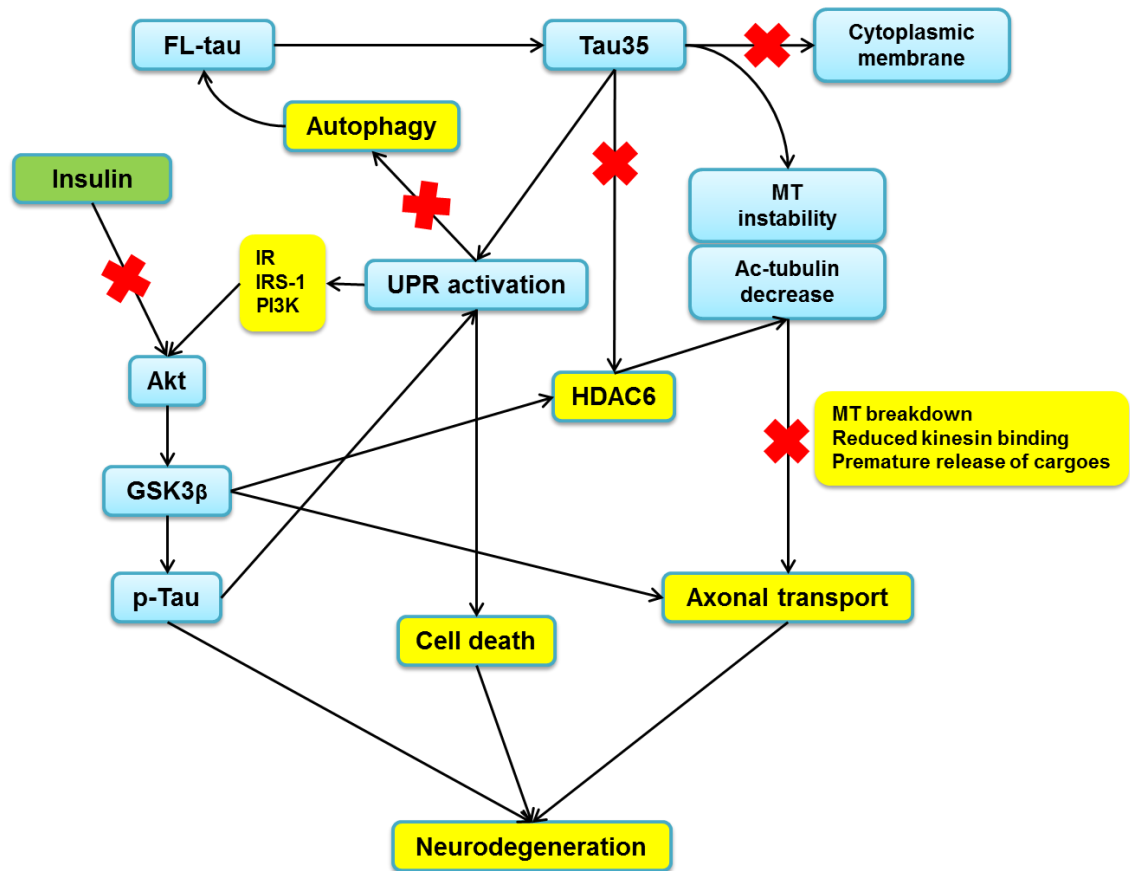 FL-tau
Tau35
Cytoplasmic
membrane
Autophagy
Insulin
MT
instability
IR
IRS-1
PI3K
UPR activation
Ac-tubulin
decrease
Akt
HDAC6
MT breakdown
Reduced kinesin binding
Premature release of cargoes
GSK3β
p-Tau
Axonal transport
Cell death
Neurodegeneration